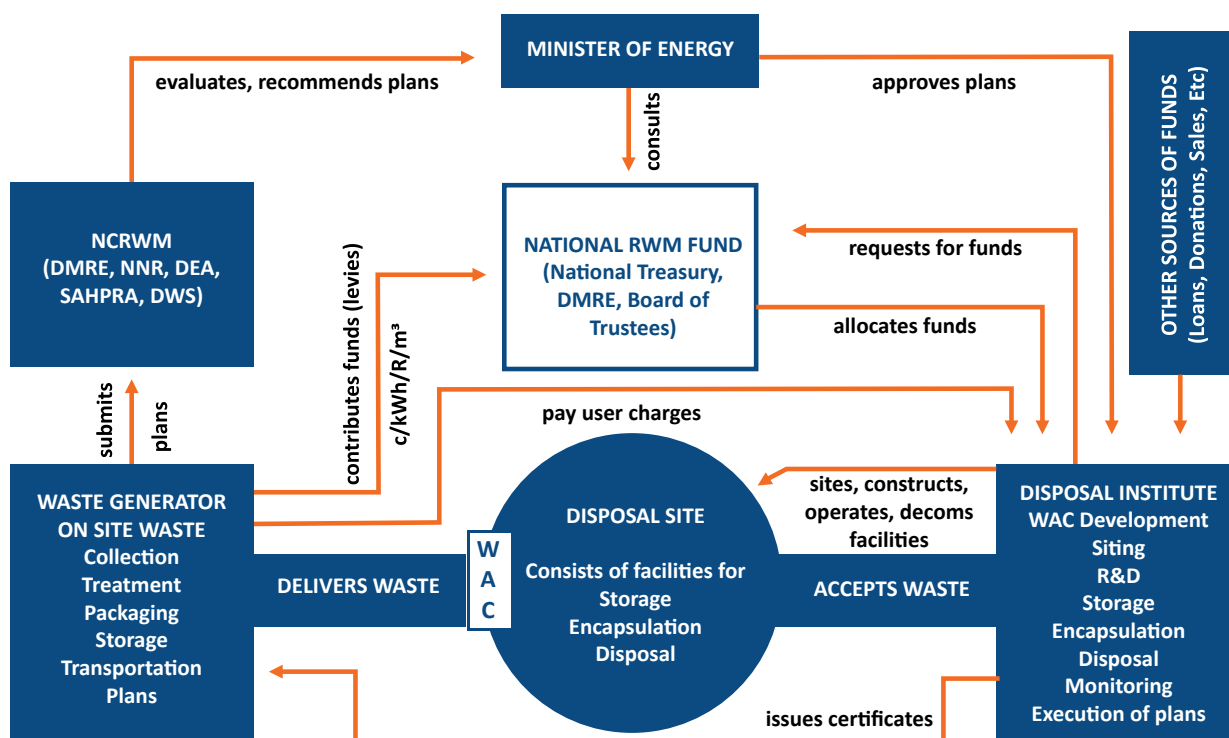 MINISTER OF ENERGY
evaluates, recommends plans
approves plans
consults
OTHER SOURCES OF FUNDS
(Loans, Donations, Sales, Etc)
NCRWM
(DMRE, NNR, DEA,
SAHPRA, DWS)
NATIONAL RWM FUND
(National Treasury,
DMRE, Board of
Trustees)
requests for funds
allocates funds
submits
plans
contributes funds (levies)
c/kWh/R/m³
pay user charges
WASTE GENERATOR
ON SITE WASTE
Collection
Treatment
Packaging
Storage
Transportation
Plans
DELIVERS WASTE
W
A
C
DISPOSAL SITE
Consists of facilities for
Storage
Encapsulation
Disposal
sites, constructs,
operates, decoms
facilities
ACCEPTS WASTE
DISPOSAL INSTITUTE
WAC Development
Siting
R&D
Storage
Encapsulation
Disposal
Monitoring
Execution of plans
issues certificates